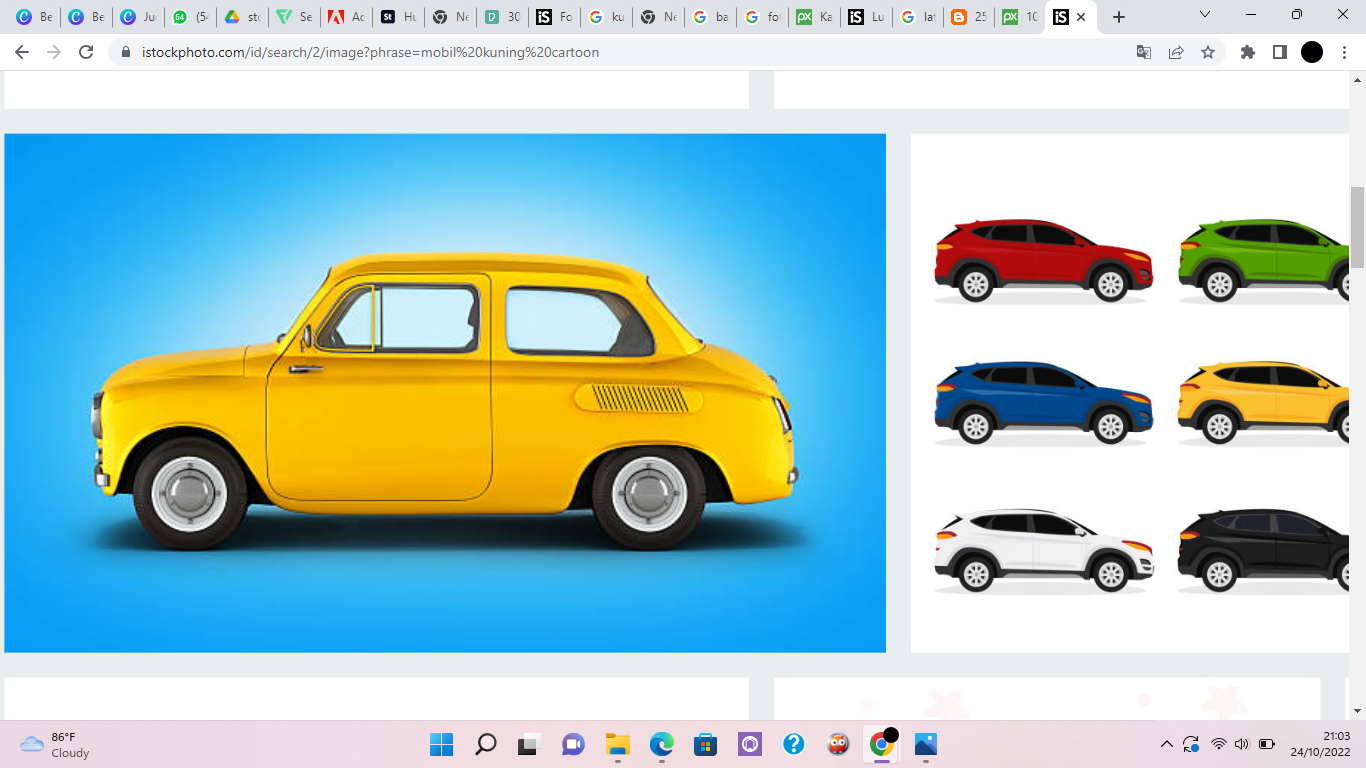 Be
Be
Ju
(5
sto
Se
Ac
Hu
Ne
30
Fo
ku
Ne
ba
fo
Ka
Lu
lat
25
10
istockphoto.com/id/search/2/image?phrase=mobil%20kuning%20cartoon
86°F
Cloudy
21:03
24/10/2022